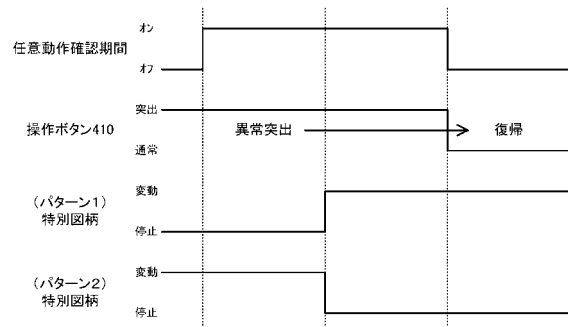 任意動作確認期間
オン
オフ
操作ボタン410
突出
通常
異常突出
復帰
(パターン1)
特別図柄
変動
停止
(パターン2)
特別図柄
変動
停止